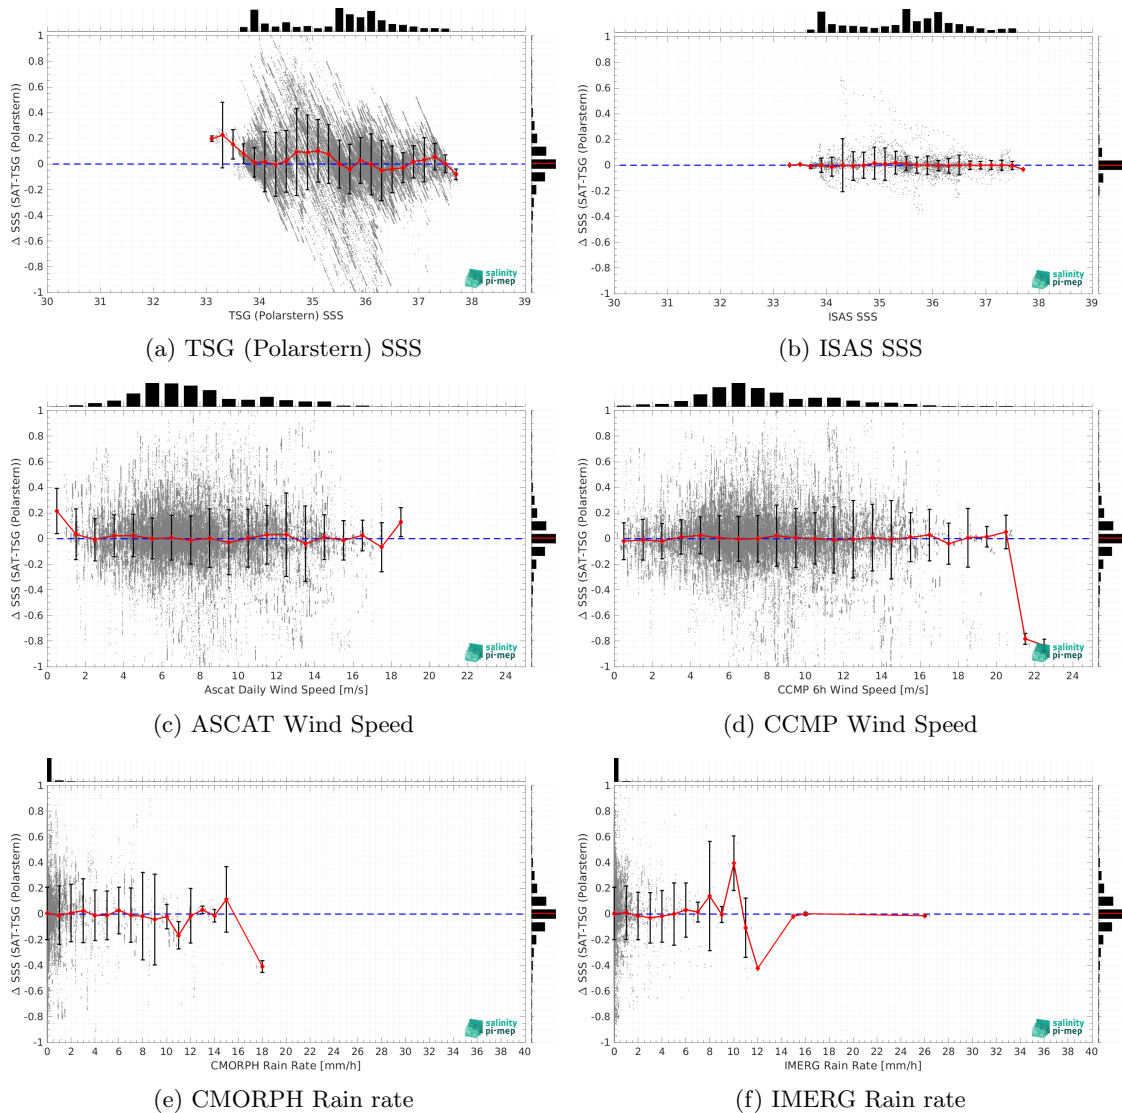 1
0.8
0.6
0.4
0.2
0
-0.2
-0.4
-0.6
-0.8
-1
Δ SSS (SAT-TSG (Polarstern))
30 31 32 33 34 35 36 37 38 39
TSG (Polarstern) SSS
salinity
pi-mep
(a) TSG (Polarstern) SSS
1
0.8
0.6
0.4
0.2
0
-0.2
-0.4
-0.6
-0.8
-1
Δ SSS (SAT-TSG (Polarstern))
30 31 32 33 34 35 36 37 38 39
ISAS SSS
salinity
pi-mep
(b) ISAS SSS
1
0.8
0.6
0.4
0.2
0
-0.2
-0.4
-0.6
-0.8
-1
Δ SSS (SAT-TSG (Polarstern))
0 2 4 6 8 10 12 14 16 18 20 22 24
Ascat Daily Wind Speed [m/s]
salinity
pi-mep
(c) ASCAT Wind Speed
1
0.8
0.6
0.4
0.2
0
-0.2
-0.4
-0.6
-0.8
-1
Δ SSS (SAT-TSG (Polarstern))
0 2 4 6 8 10 12 14 16 18 20 22 24
CCMP 6h Wind Speed [m/s]
salinity
pi-mep
(d) CCMP Wind Speed
1
0.8
0.6
0.4
0.2
0
-0.2
-0.4
-0.6
-0.8
-1
Δ SSS (SAT-TSG (Polarstern))
0 2 4 6 8 10 12 14 16 18 20 22 24 26 28 30 32 34 36 38 40
CMORPH Rain Rate [mm/h]
salinity
pi-mep
(e) CMORPH Rain rate
1
0.8
0.6
0.4
0.2
0
-0.2
-0.4
-0.6
-0.8
-1
Δ SSS (SAT-TSG (Polarstern))
0 2 4 6 8 10 12 14 16 18 20 22 24 26 28 30 32 34 36 38 40
IMERG Rain Rate [mm/h]
salinity
pi-mep
(f) IMERG Rain rate